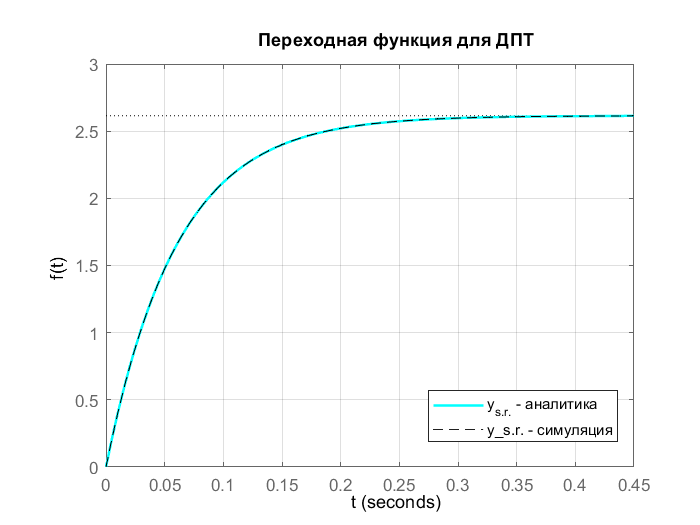 Переходная функция для ДПТ
3
2.5
2
1.5
1
0.5
0
f(t)
0 0.05 0.1 0.15 0.2 0.25 0.3 0.35 0.4 0.45
t (seconds)
y_s.r. - аналитика
y_s.r. - симуляция